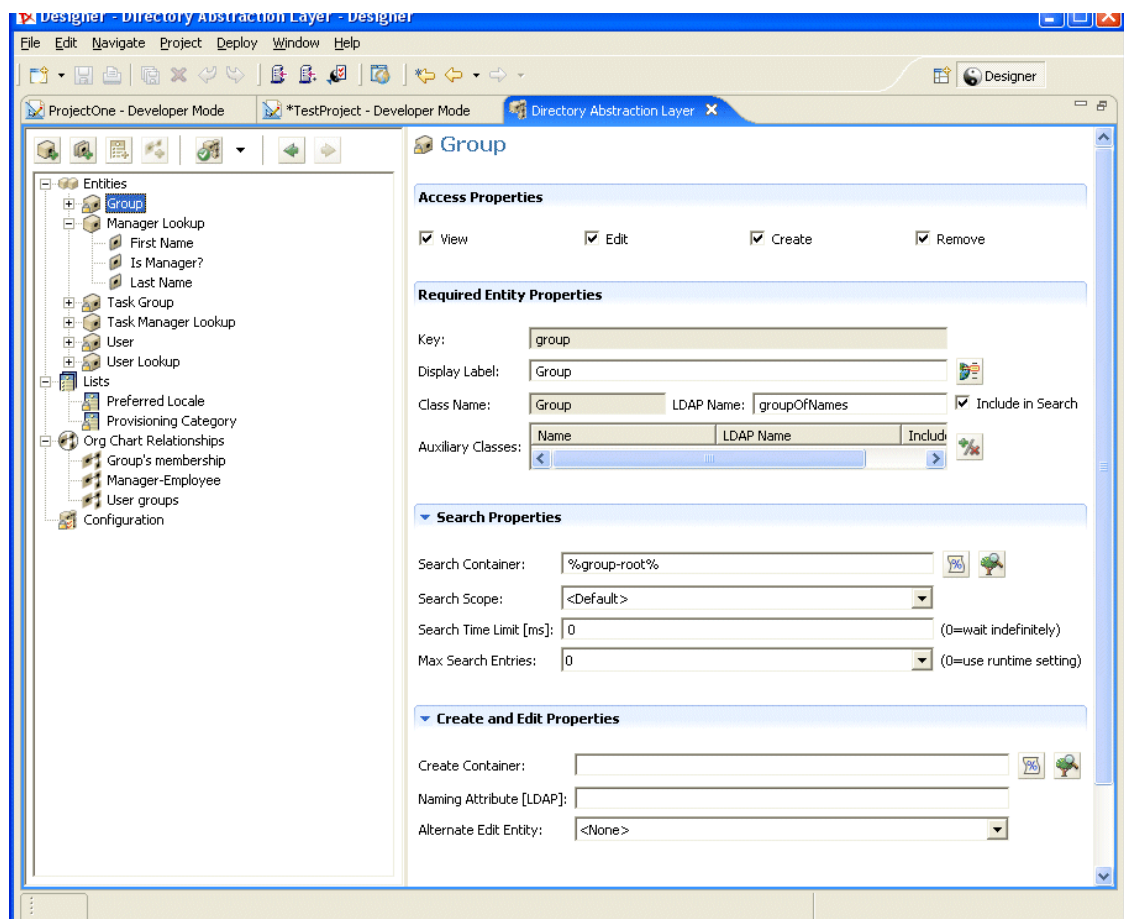 Designer - Directory Abstraction Layer - Designer
File Edit Navigate Project Deploy Window Help
Designer
ProjectOne - Developer Mode *TestProject - Developer Mode Directory Abstraction Layer
Entities
Group
Manager Lookup
First Name
Is Manager?
Last Name
Task Group
Task Manager Lookup
User
User Lookup
Lists
Preferred Locale
Provisioning Category
Org Chart Relationships
Group's membership
Manager-Employee
User groups
Configuration
Group
Access Properties
View Edit Create Remove
Required Entity Properties
Key: group
Display Label: Group
Class Name: Group LDAP Name: groupOfNames Include in Search
Auxiliary Classes: Name LDAP Name Includ
Search Properties
Search Container: %group-root%
Search Scope: <Default>
Search Time Limit [ms]: 0 (0=wait indefinitely)
Max Search Entries: 0 (0=use runtime setting)
Create and Edit Properties
Create Container:
Naming Attribute [LDAP]:
Alternate Edit Entity: <None>